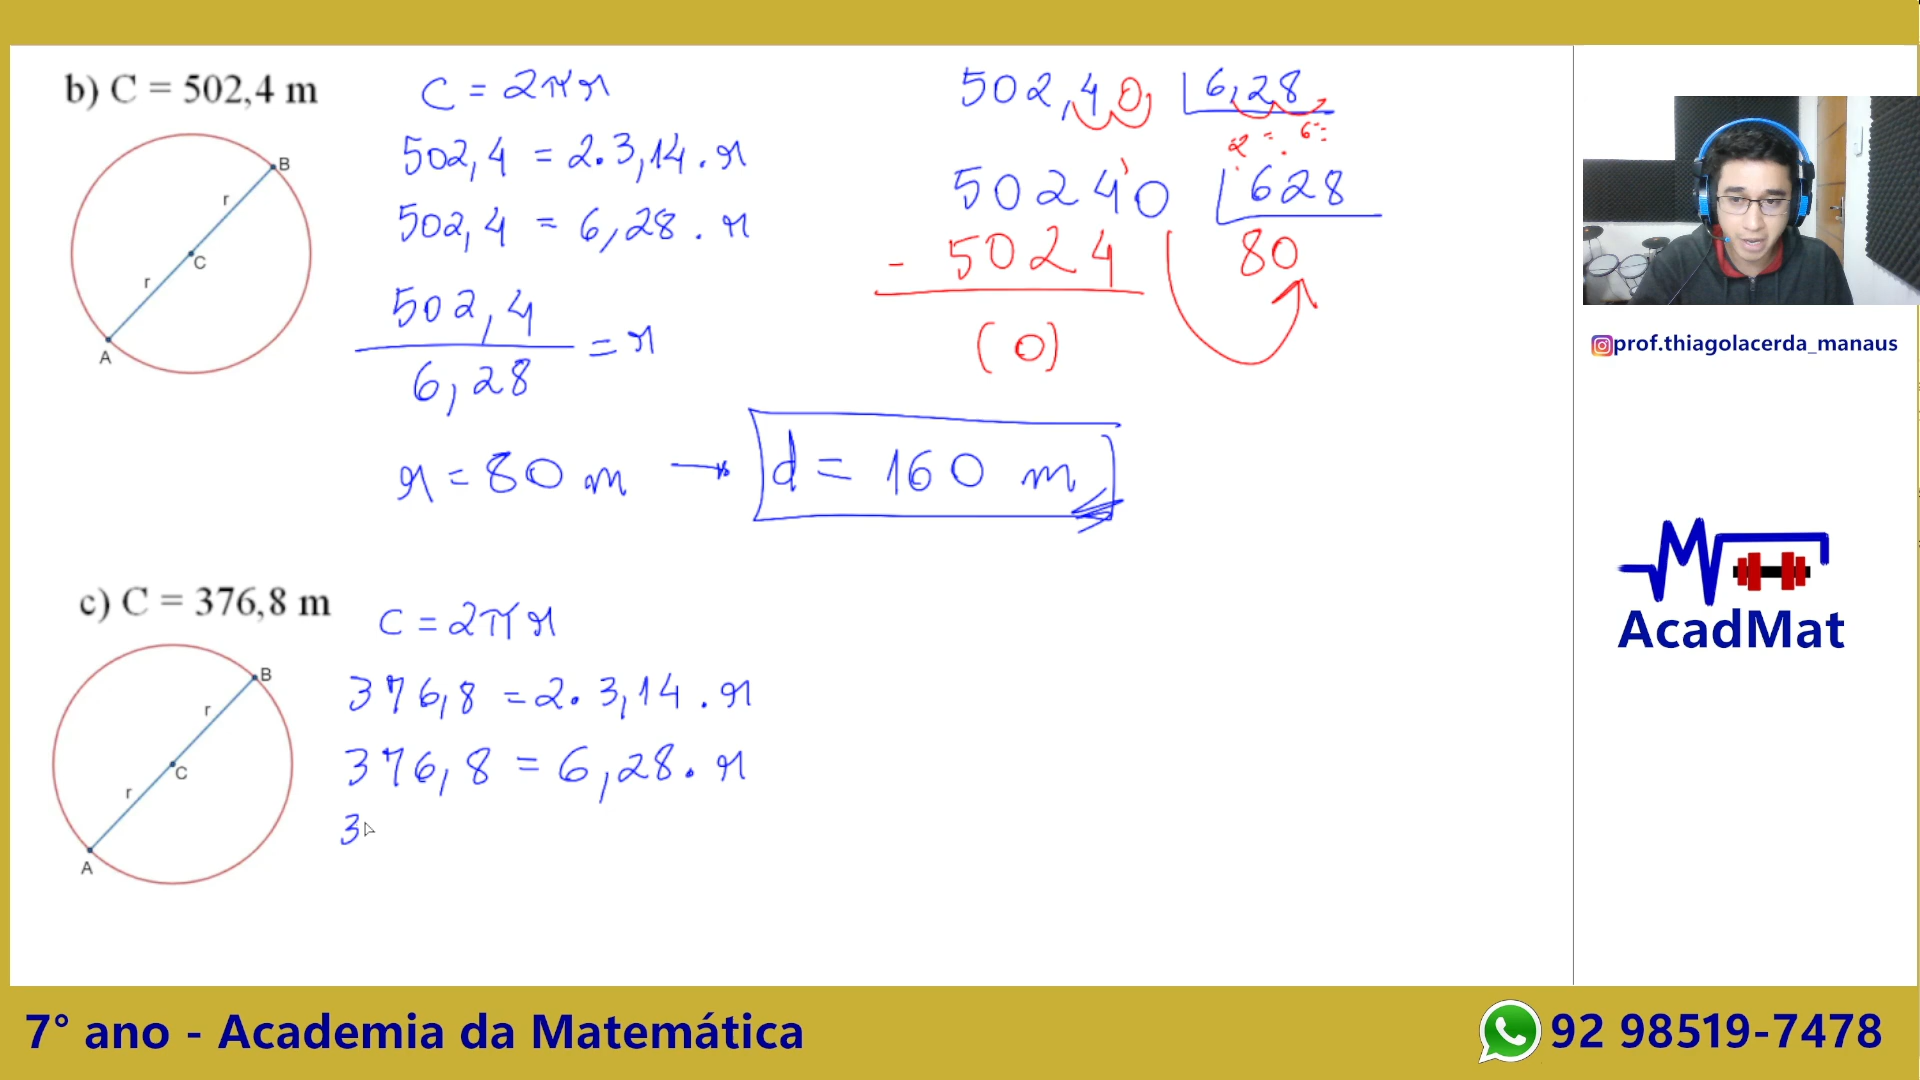 b) C = 502,4 m
C = 2πr
502,4 = 2.3,14.r
502,4 = 6,28.r
502,4
6,28
= r
r = 80 m → d = 160 m
502,40 6,28
50240 628
- 5024 80
(0)
B
r
C
r
A
c) C = 376,8 m
C = 2πr
376,8 = 2.3,14.r
376,8 = 6,28.r
3
B
r
C
r
A
prof.thiagolacerda_manaus
M
AcadMat
7° ano - Academia da Matemática
92 98519-7478